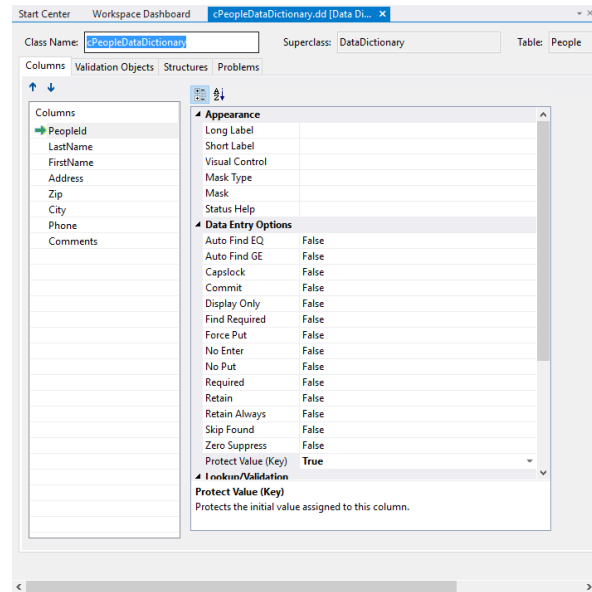 Start Center Workspace Dashboard cPeopleDataDictionary.dd [Data Di...
Class Name: cPeopleDataDictionary Superclass: DataDictionary Table: People
Columns Validation Objects Structures Problems
Columns
PeopleId
LastName
FirstName
Address
Zip
City
Phone
Comments
Appearance
Long Label
Short Label
Visual Control
Mask Type
Mask
Status Help
Data Entry Options
Auto Find EQ False
Auto Find GE False
Capslock False
Commit False
Display Only False
Find Required False
Force Put False
No Enter False
No Put False
Required False
Retain False
Retain Always False
Skip Found False
Zero Suppress False
Protect Value (Key) True
Lookup/Validation
Protect Value (Key)
Protects the initial value assigned to this column.